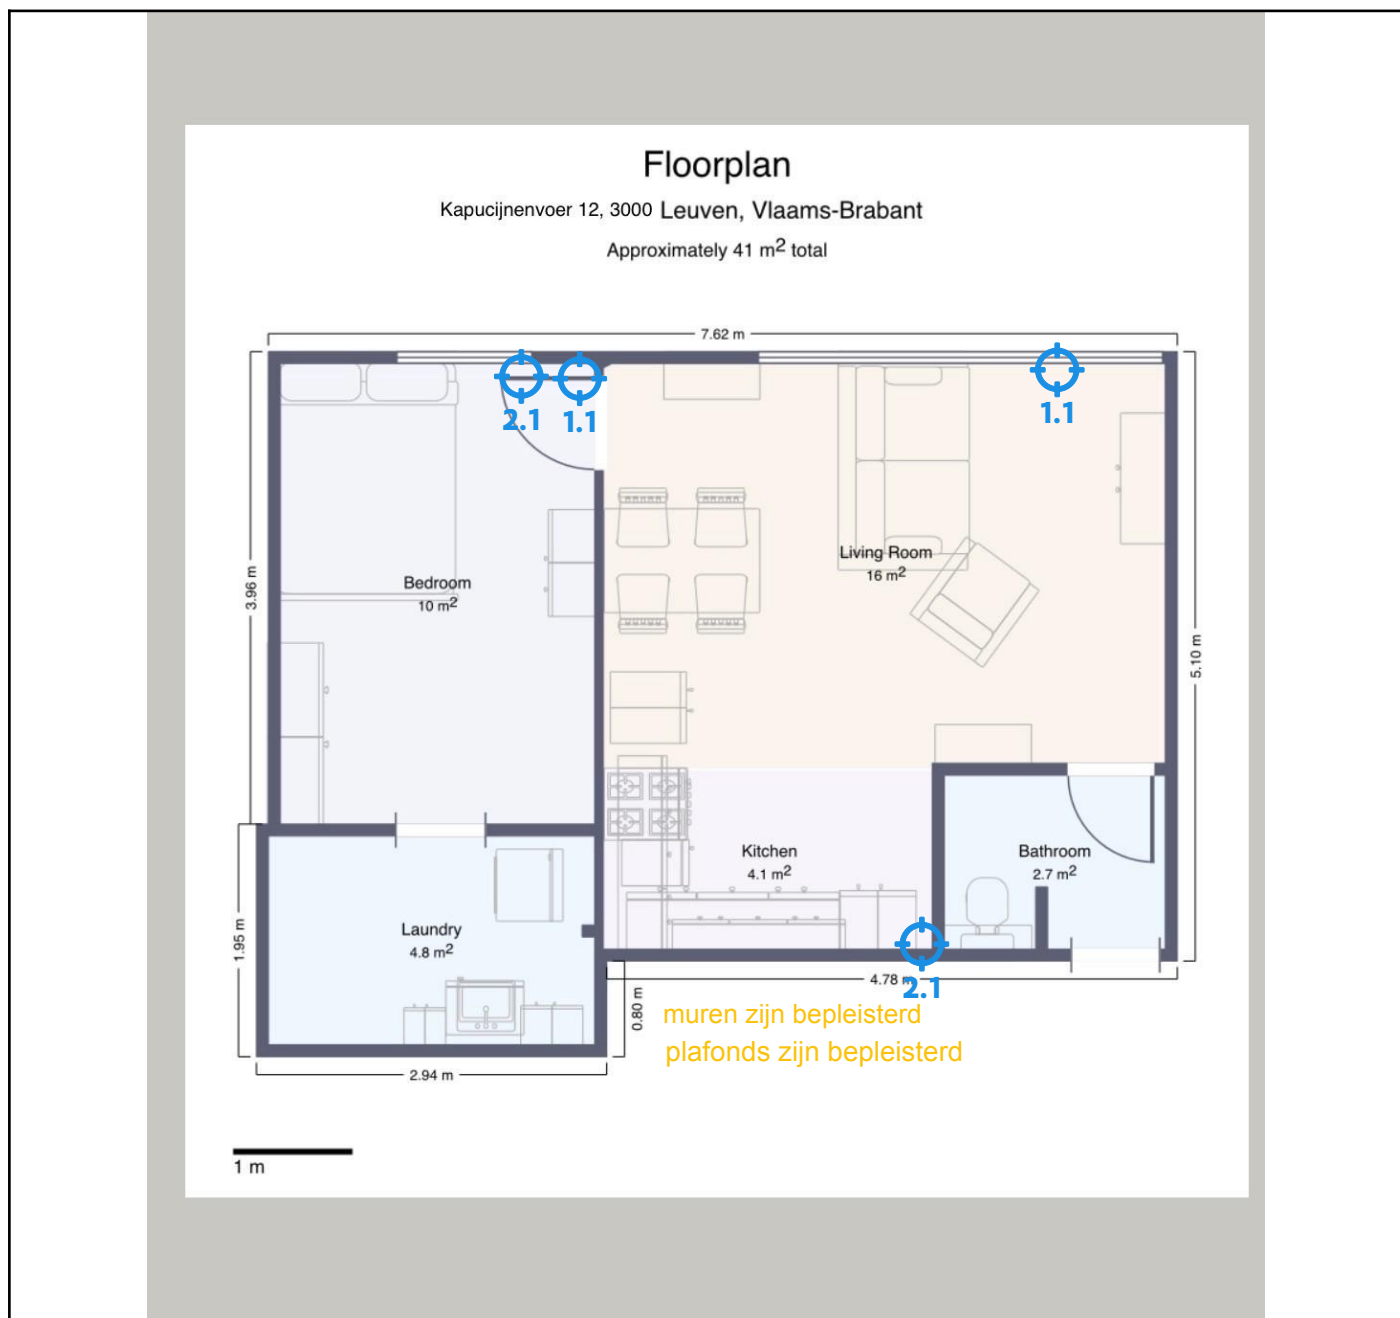 Floorplan
Kapucijnenvoer 12, 3000 Leuven, Vlaams-Brabant
Approximately 41 m² total
7.62 m
2.1
1.1
1.1
3.96 m
Living Room
16 m²
Bedroom
10 m²
5.10 m
Kitchen
4.1 m²
Bathroom
2.7 m²
Laundry
4.8 m²
1.95 m
4.78 m
2.1
0.80 m
muren zijn bepleisterd
plafonds zijn bepleisterd
2.94 m
1 m